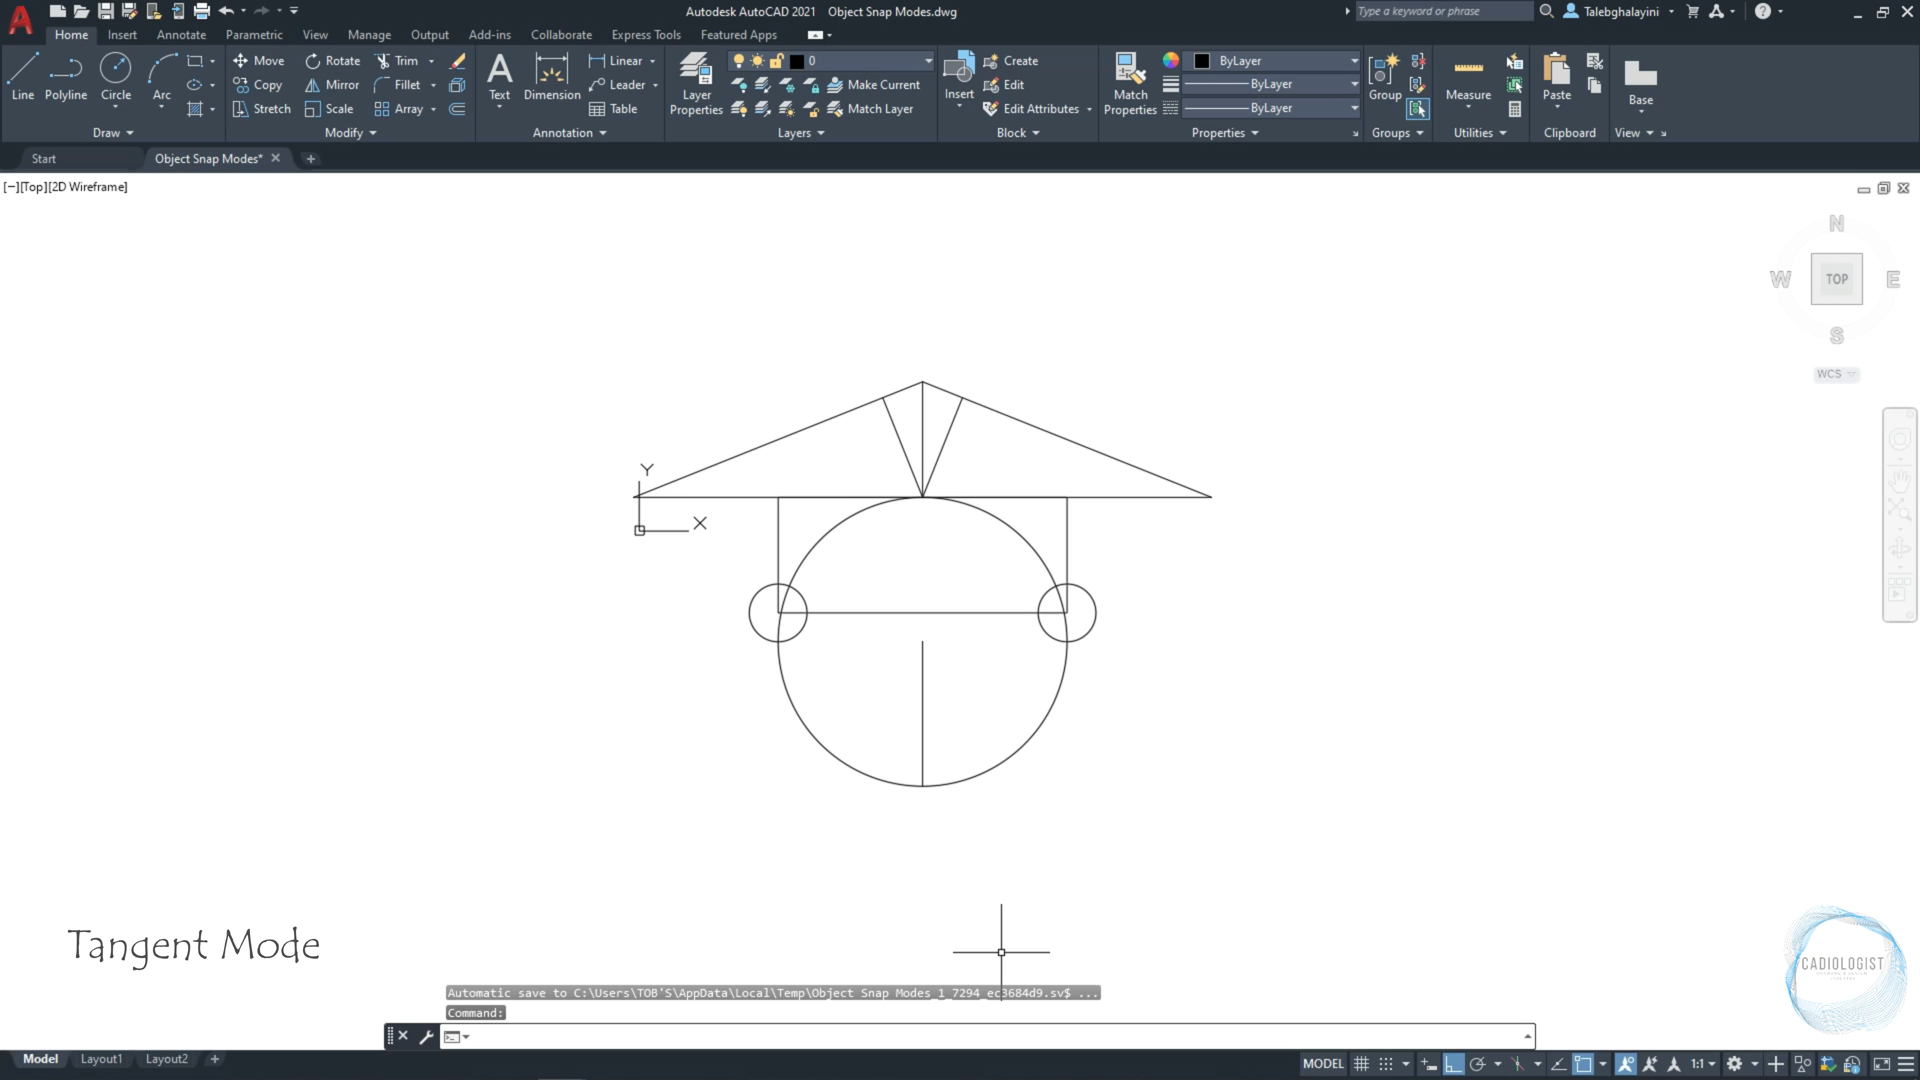 Autodesk AutoCAD 2021 Object Snap Modes.dwg
Type a keyword or phrase
Talebghalayini
Home Insert Annotate Parametric View Manage Output Add-ins Collaborate Express Tools Featured Apps
Line Polyline Circle Arc
Move Rotate Trim
Copy Mirror Fillet
Stretch Scale Array
Text Dimension
Linear
Leader
Table
Layer Properties
0
Make Current
Match Layer
Insert
Create
Edit
Edit Attributes
Match Properties
ByLayer
ByLayer
ByLayer
Group
Measure
Paste
Base
Draw Modify Annotation Layers Block Properties Groups Utilities Clipboard View
Start Object Snap Modes*
[−][Top][2D Wireframe]
N
W TOP E
S
WCS
Y
X
Tangent Mode
CADIOLOGIST
Automatic save to C:\Users\TOB'S\AppData\Local\Temp\Object Snap Modes_1_7294_ec3684d9.sv$ ...
Command:
Model Layout1 Layout2
MODEL 1:1